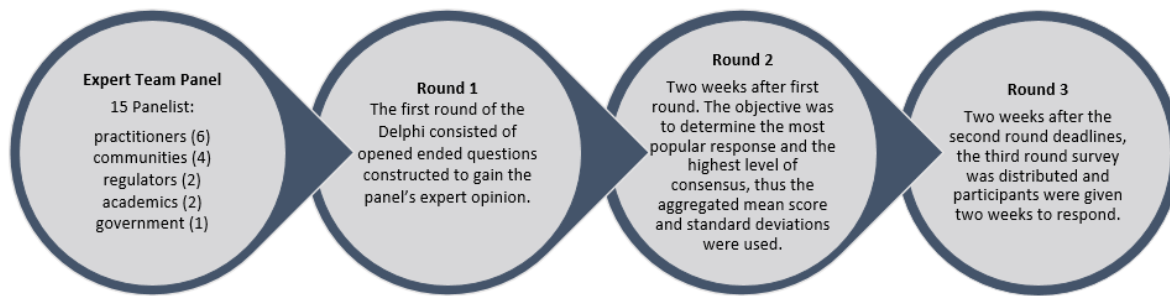 Expert Team Panel
15 Panelist:
practitioners (6)
communities (4)
regulators (2)
academics (2)
government (1)
Round 1
The first round of the
Delphi consisted of
opened ended questions
constructed to gain the
panel's expert opinion.
Round 2
Two weeks after first
round. The objective was
to determine the most
popular response and the
highest level of
consensus, thus the
aggregated mean score
and standard deviations
were used.
Round 3
Two weeks after the
second round deadlines,
the third round survey
was distributed and
participants were given
two weeks to respond.